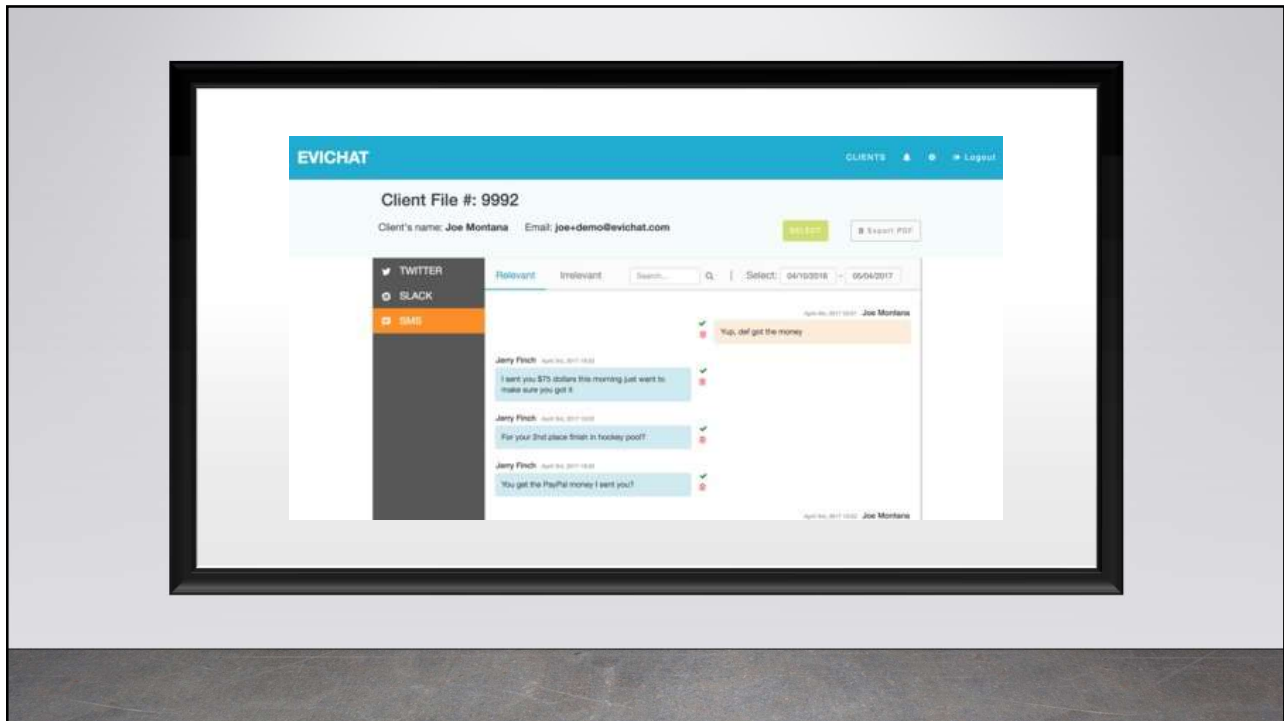 EVICHAT
CLIENTS Logout
Client File #: 9992
Client's name: Joe Montana Email: joe+demo@evichat.com
SELECT Export PDF
TWITTER
SLACK
SMS
Relevant Irrelevant Search... | Select: 04/10/2016 - 05/04/2017
Joe Montana
Yup, def got the money
Jerry Finch
I sent you $75 dollars this morning just want to
make sure you got it
Jerry Finch
For your 2nd place finish in hockey pool?
Jerry Finch
You get the PayPal money I sent you?
Joe Montana